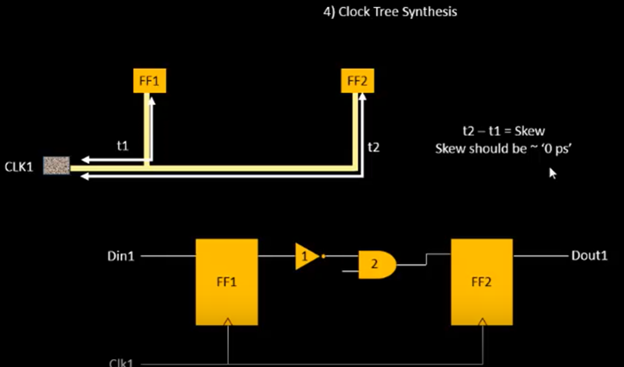 4) Clock Tree Synthesis
FF1
FF2
t1
t2
t2 – t1 = Skew
Skew should be ~ ‘0 ps’
CLK1
Din1
1
2
Dout1
FF1
FF2
Clk1